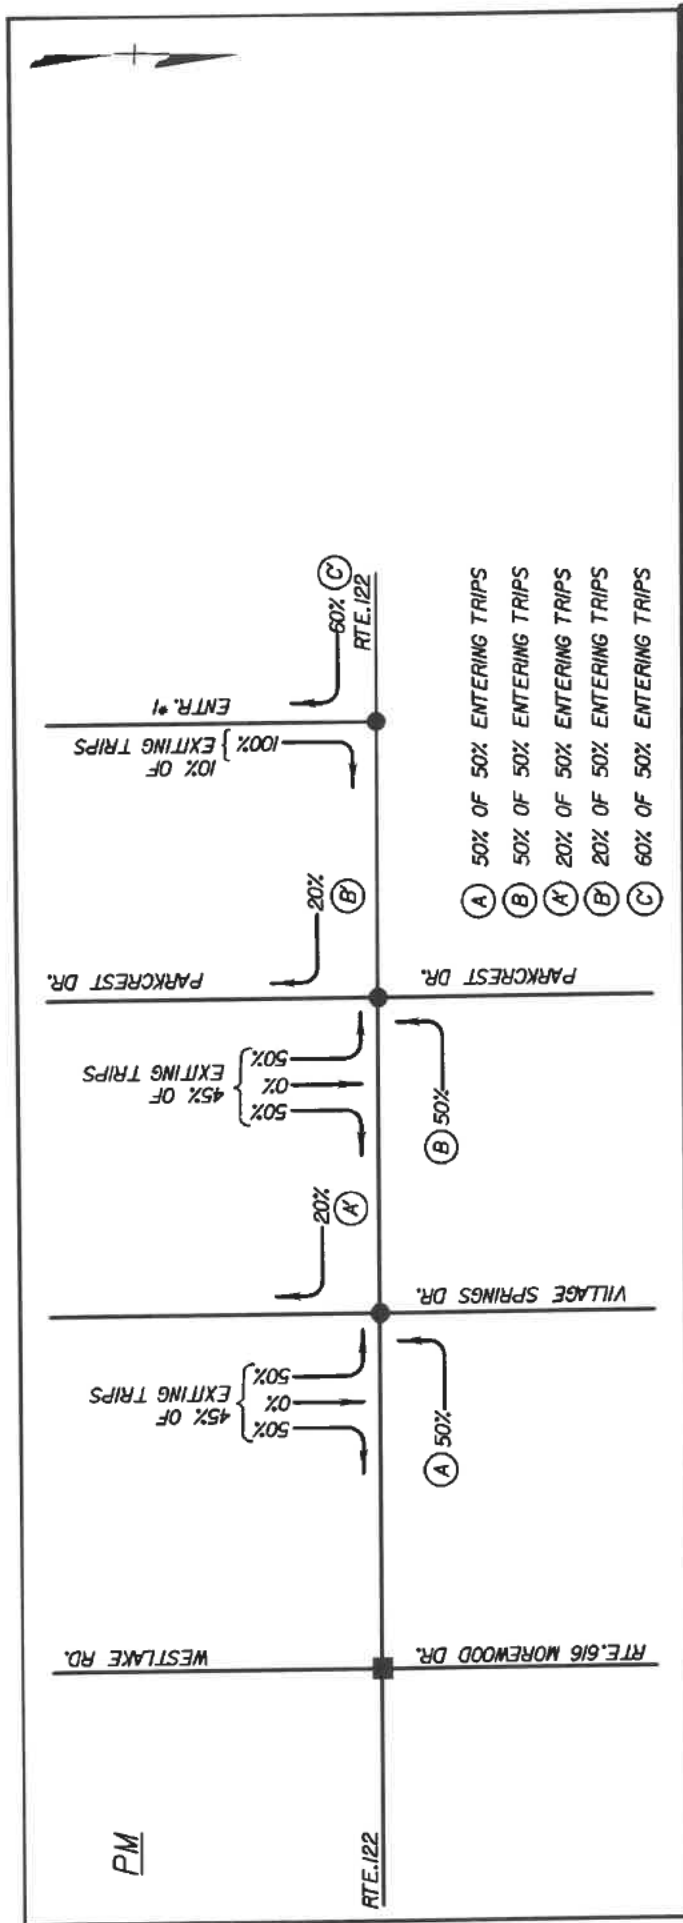 PM
RTE.122
WESTLAKE RD.
RTE.616 MOREWOOD DR.
45% OF
EXITING TRIPS
50%
0%
50%
A 50%
VILLAGE SPRINGS DR.
20%
A'
45% OF
EXITING TRIPS
50%
0%
50%
B 50%
PARKCREST DR.
PARKCREST DR.
20%
B'
10% OF
EXITING TRIPS
100%
ENTR. #1
60% C'
RTE.122
A 50% OF 50% ENTERING TRIPS
B 50% OF 50% ENTERING TRIPS
A' 20% OF 50% ENTERING TRIPS
B' 20% OF 50% ENTERING TRIPS
C' 60% OF 50% ENTERING TRIPS